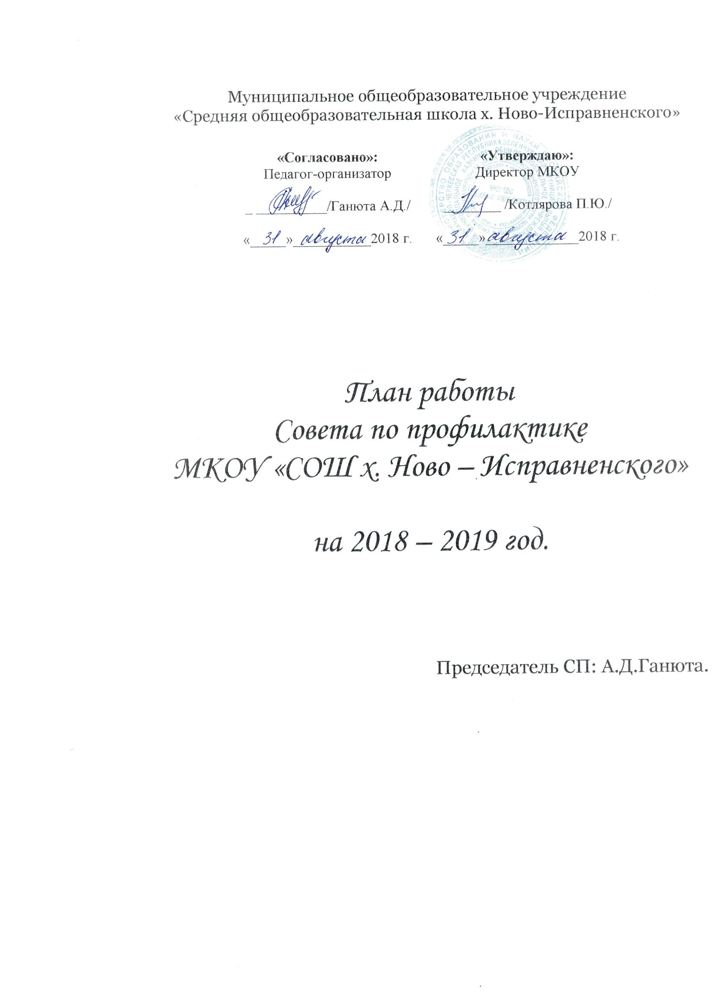 Муниципальное общеобразовательное учреждение
«Средняя общеобразовательная школа х. Ново-Исправненского»
«Согласовано»:
Педагог-организатор
/Ганюта А.Д./
«31» августа 2018 г.
«Утверждаю»:
Директор МКОУ
/Котлярова П.Ю./
«31» августа 2018 г.
План работы
Совета по профилактике
МКОУ «СОШ х. Ново – Исправненского»
на 2018 – 2019 год.
Председатель СП: А.Д.Ганюта.